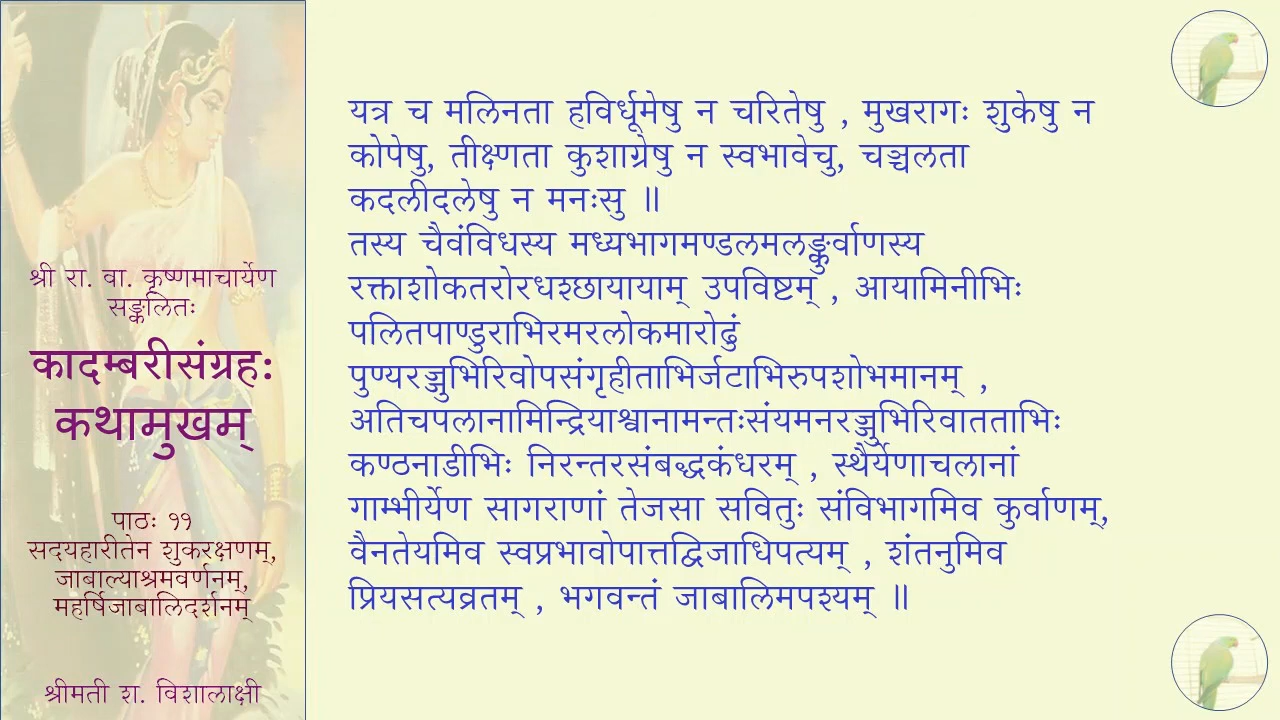 श्री रा. वा. कृष्णमाचार्येण
सङ्कलितः
कादम्बरीसंग्रहः
कथामुखम्
पाठः ११
सदयहारीतेन शुकरक्षणम्,
जाबाल्याश्रमवर्णनम्,
महर्षिजाबालिदर्शनम्
श्रीमती श. विशालाक्षी
यत्र च मलिनता हविर्धूमेषु न चरितेषु , मुखरागः शुकेषु न
कोपेषु, तीक्ष्णता कुशाग्रेषु न स्वभावेचु, चञ्चलता
कदलीदलेषु न मनःसु ॥
तस्य चैवंविधस्य मध्यभागमण्डलमलङ्कुर्वाणस्य
रक्ताशोकतरोरधश्छायायाम् उपविष्टम् , आयामिनीभिः
पलितपाण्डुराभिरमरलोकमारोढुं
पुण्यरज्जुभिरिवोपसंगृहीताभिर्जटाभिरुपशोभमानम् ,
अतिचपलानामिन्द्रियाश्वानामन्तःसंयमनरज्जुभिरिवातताभिः
कण्ठनाडीभिः निरन्तरसंबद्धकंधरम् , स्थैर्येणाचलानां
गाम्भीर्येण सागराणां तेजसा सवितुः संविभागमिव कुर्वाणम्,
वैनतेयमिव स्वप्रभावोपात्तद्विजाधिपत्यम् , शंतनुमिव
प्रियसत्यव्रतम् , भगवन्तं जाबालिमपश्यम् ॥